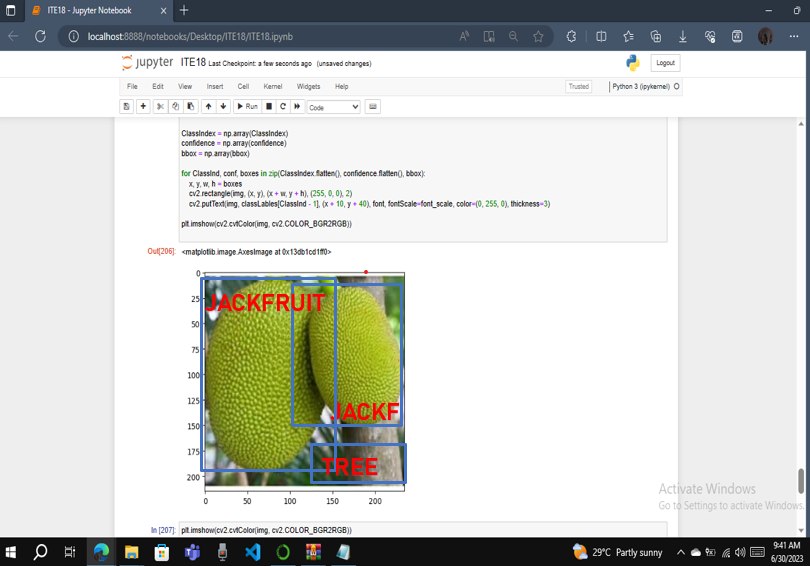 ITE18 - Jupyter Notebook
localhost:8888/notebooks/Desktop/ITE18/ITE18.ipynb
jupyter ITE18 Last Checkpoint: a few seconds ago (unsaved changes)
Logout
File Edit View Insert Cell Kernel Widgets Help
Trusted
Python 3 (ipykernel)
Run
Code
ClassIndex = np.array(ClassIndex)
confidence = np.array(confidence)
bbox = np.array(bbox)
for ClassInd, conf, boxes in zip(ClassIndex.flatten(), confidence.flatten(), bbox):
x, y, w, h = boxes
cv2.rectangle(img, (x, y), (x + w, y + h), (255, 0, 0), 2)
cv2.putText(img, classLables[ClassInd - 1], (x + 10, y + 40), font, fontScale=font_scale, color=(0, 255, 0), thickness=3)
plt.imshow(cv2.cvtColor(img, cv2.COLOR_BGR2RGB))
Out[206]: <matplotlib.image.AxesImage at 0x13db1cd1ff0>
0
25
50
75
100
125
150
175
200
JACKFRUIT
JACKF
TREE
0 50 100 150 200
Activate Windows
Go to Settings to activate Windows.
In [207]: plt.imshow(cv2.cvtColor(img, cv2.COLOR_BGR2RGB))
29°C Partly sunny
9:41 AM
6/30/2023